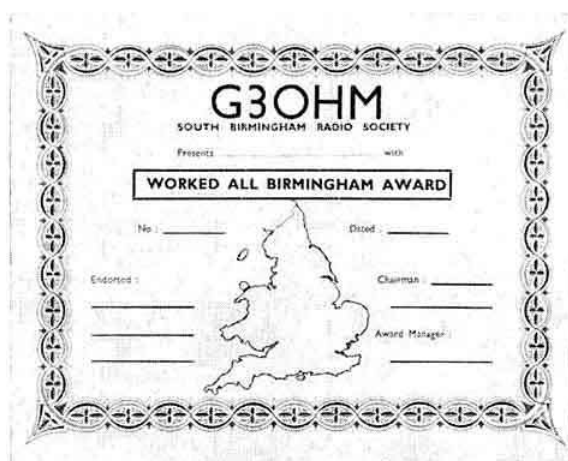 G3OHM
SOUTH BIRMINGHAM RADIO SOCIETY
Presents with
WORKED ALL BIRMINGHAM AWARD
No : Dated :
Endorsed : Chairman :
Award Manager :